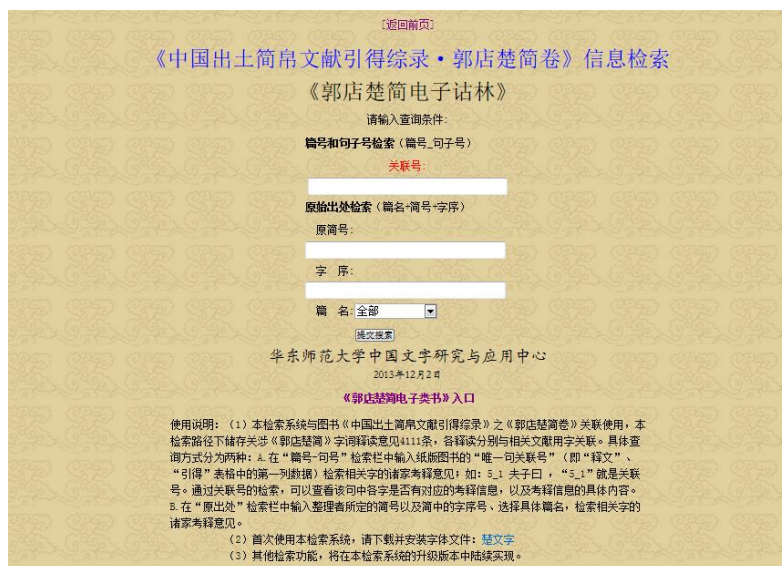 [返回前页]
《中国出土简帛文献引得综录·郭店楚简卷》信息检索
《郭店楚简电子诂林》
请输入查询条件:
篇号和句子号检索（篇号_句子号）
关联号:
原始出处检索（篇名+简号+字序）
原简号:
字 序:
篇 名:全部
提交搜索
华东师范大学中国文字研究与应用中心
2013年12月2日
《郭店楚简电子类书》入口
使用说明：（1）本检索系统与图书《中国出土简帛文献引得综录》之《郭店楚简卷》关联使用，本
检索路径下储存关涉《郭店楚简》字词释读意见4111条，各释读分别与相关文献用字关联。具体查
询方式分为两种：A.在“篇号-句号”检索栏中输入纸版图书的“唯一句关联号”（即“释文”、
“引得”表格中的第一列数据）检索相关字的诸家考释意见；如：5_1 夫子曰 ，“5_1”就是关联
号。通过关联号的检索，可以查看该句中各字是否有对应的考释信息，以及考释信息的具体内容。
B.在“原出处”检索栏中输入整理者所定的简号以及简中的字序号、选择具体篇名，检索相关字的
诸家考释意见。
（2）首次使用本检索系统，请下载并安装字体文件：楚文字
（3）其他检索功能，将在本检索系统的升级版本中陆续实现。